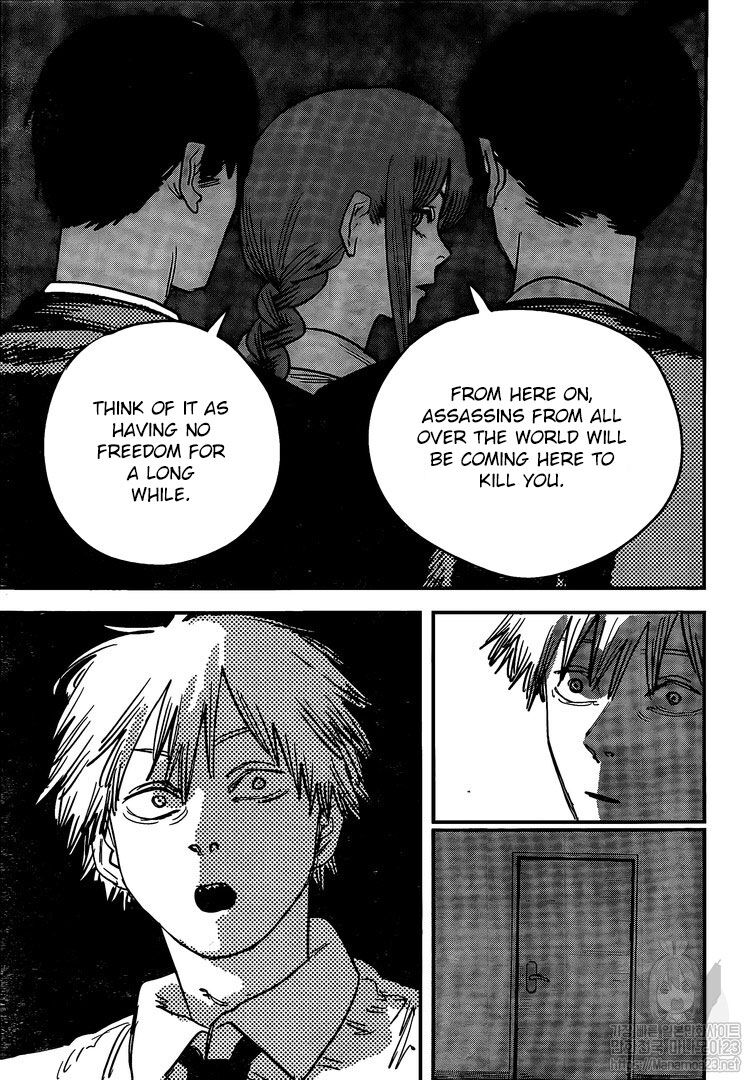 FROM HERE ON,
ASSASSINS FROM ALL
OVER THE WORLD WILL
BE COMING HERE TO
KILL YOU.
THINK OF IT AS
HAVING NO
FREEDOM FOR
A LONG
WHILE.